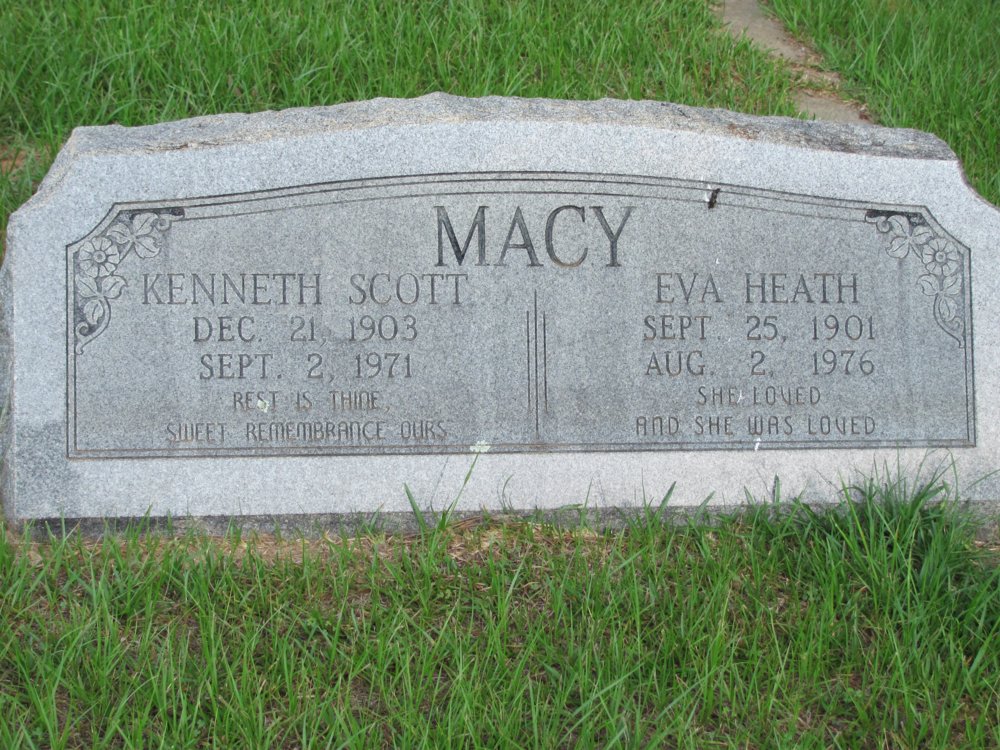 MACY
KENNETH SCOTT
DEC. 21, 1903
SEPT. 2, 1971
REST IS THINE,
SWEET REMEMBRANCE OURS
EVA HEATH
SEPT. 25, 1901
AUG. 2, 1976
SHE LOVED
AND SHE WAS LOVED